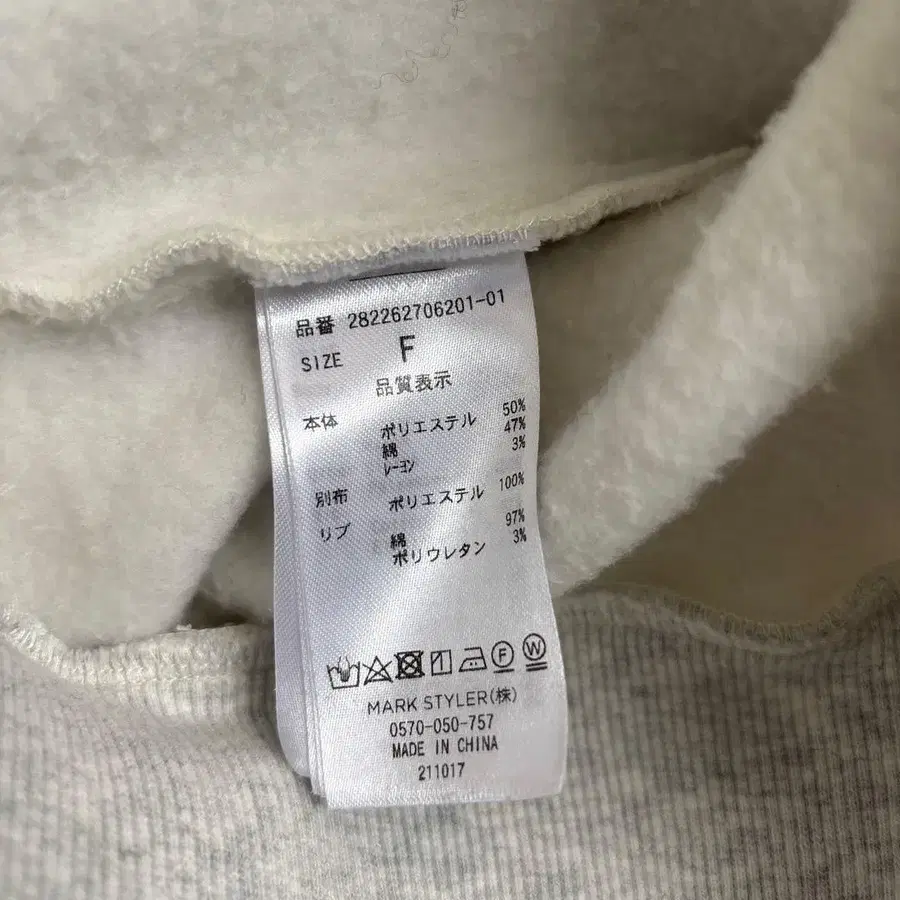 品番 282262706201-01
SIZE F
品質表示
本体 ポリエステル 50%
綿 47%
レーヨン 3%
別布 ポリエステル 100%
リブ 綿 97%
ポリウレタン 3%
F W
MARK STYLER(株)
0570-050-757
MADE IN CHINA
211017